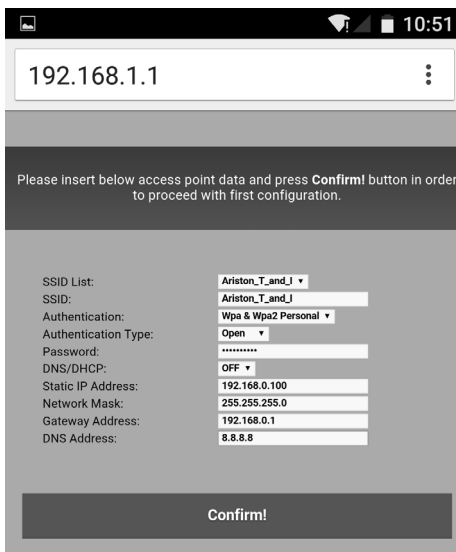 10:51
192.168.1.1
Please insert below access point data and press Confirm! button in order
to proceed with first configuration.
SSID List: Ariston_T_and_I
SSID: Ariston_T_and_I
Authentication: Wpa & Wpa2 Personal
Authentication Type: Open
Password: ••••••••••
DNS/DHCP: OFF
Static IP Address: 192.168.0.100
Network Mask: 255.255.255.0
Gateway Address: 192.168.0.1
DNS Address: 8.8.8.8
Confirm!